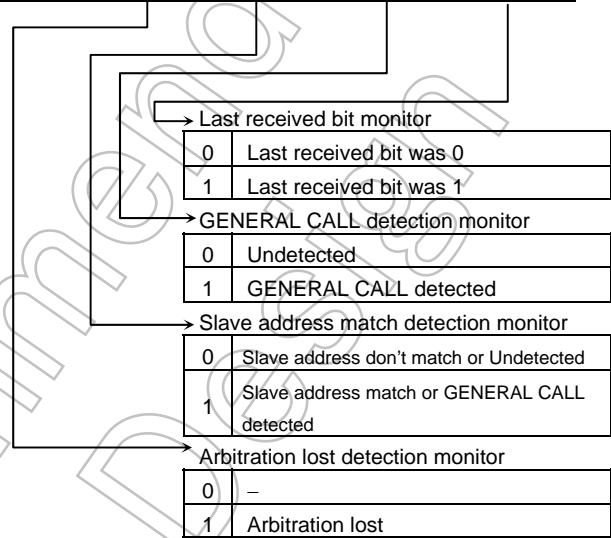 Last received bit monitor
0 Last received bit was 0
1 Last received bit was 1
GENERAL CALL detection monitor
0 Undetected
1 GENERAL CALL detected
Slave address match detection monitor
0 Slave address don't match or Undetected
1 Slave address match or GENERAL CALL
detected
Arbitration lost detection monitor
0 –
1 Arbitration lost
mmend
Design